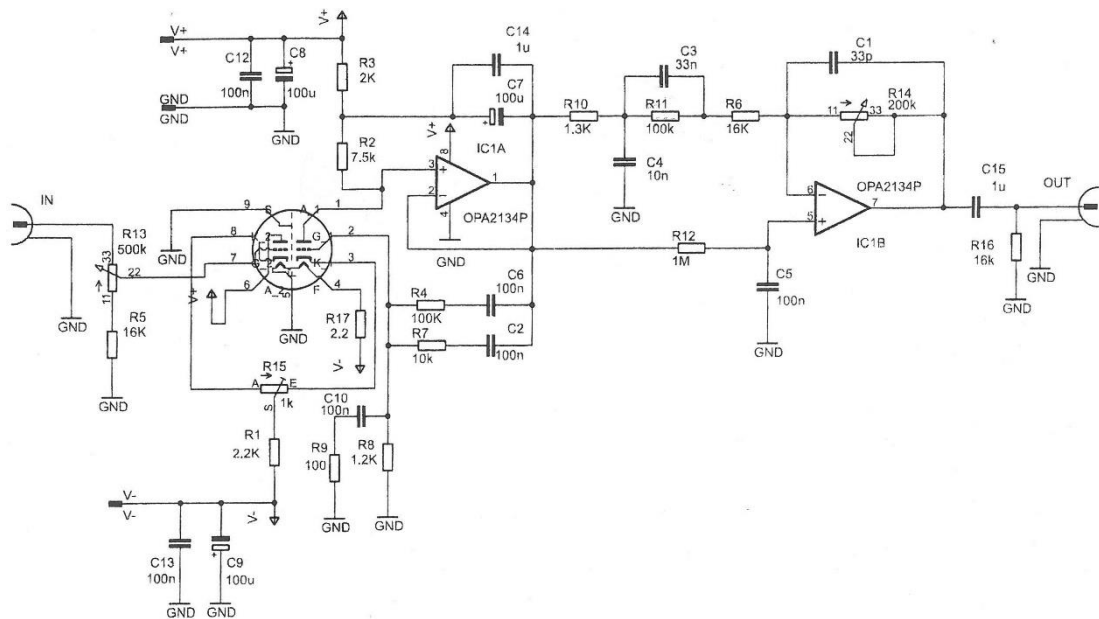 V+
V+
GND
GND
C12
100n
C8
+
100u
GND
V+
R3
2K
R2
7.5k
C14
1u
C7
100u
+
V+
8
IC1A
3
+
2
-
1
4
OPA2134P
GND
R10
1.3K
C3
33n
R11
100k
R6
16K
C4
10n
GND
C1
33p
R14
200k
11
33
22
6
-
5
+
7
OPA2134P
IC1B
C15
1u
OUT
R16
16k
GND
GND
R12
1M
C5
100n
GND
IN
GND
R13
500k
33
22
11
R5
16K
GND
GND
9
8
7
6
S
A
1
1
G
2
K
3
F
4
A_2
5
GND
V+
R17
2.2
V-
R4
100K
C6
100n
R7
10k
C2
100n
R15
A
E
S
1k
R1
2.2K
C10
100n
R9
100
R8
1.2K
GND
GND
V-
V-
V-
C13
100n
C9
+
100u
GND
GND